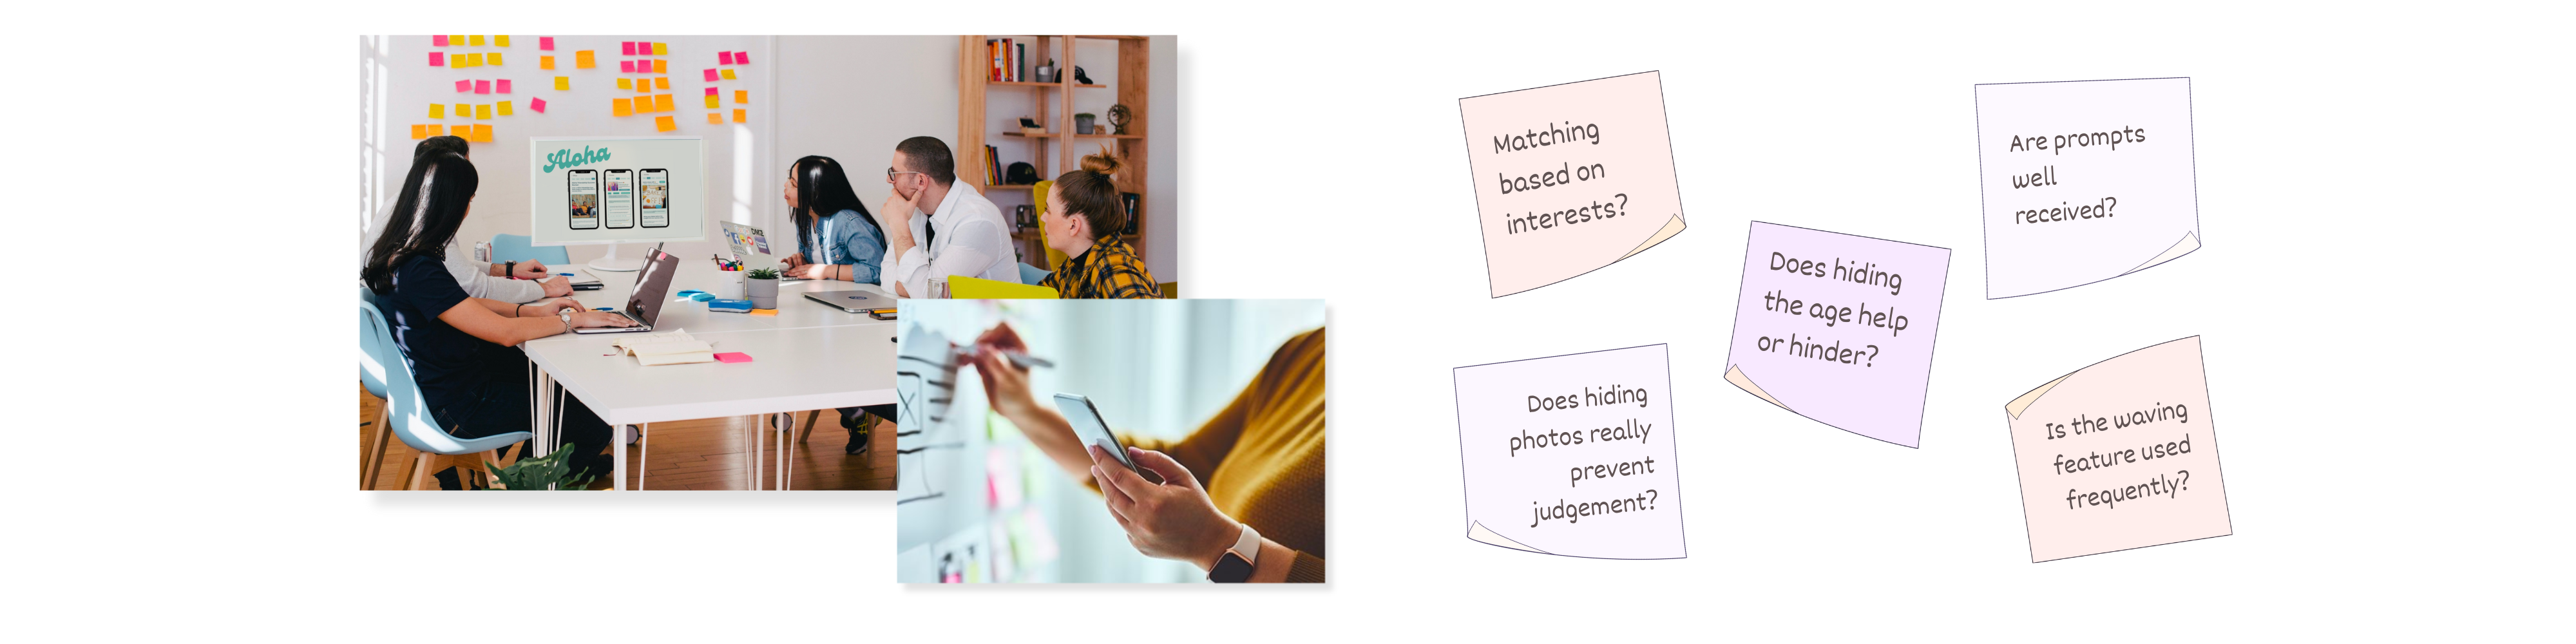 Aloha
Matching
based on
interests?
Are prompts
well
received?
Does hiding
the age help
or hinder?
Does hiding
photos really
prevent
judgement?
Is the waving
feature used
frequently?